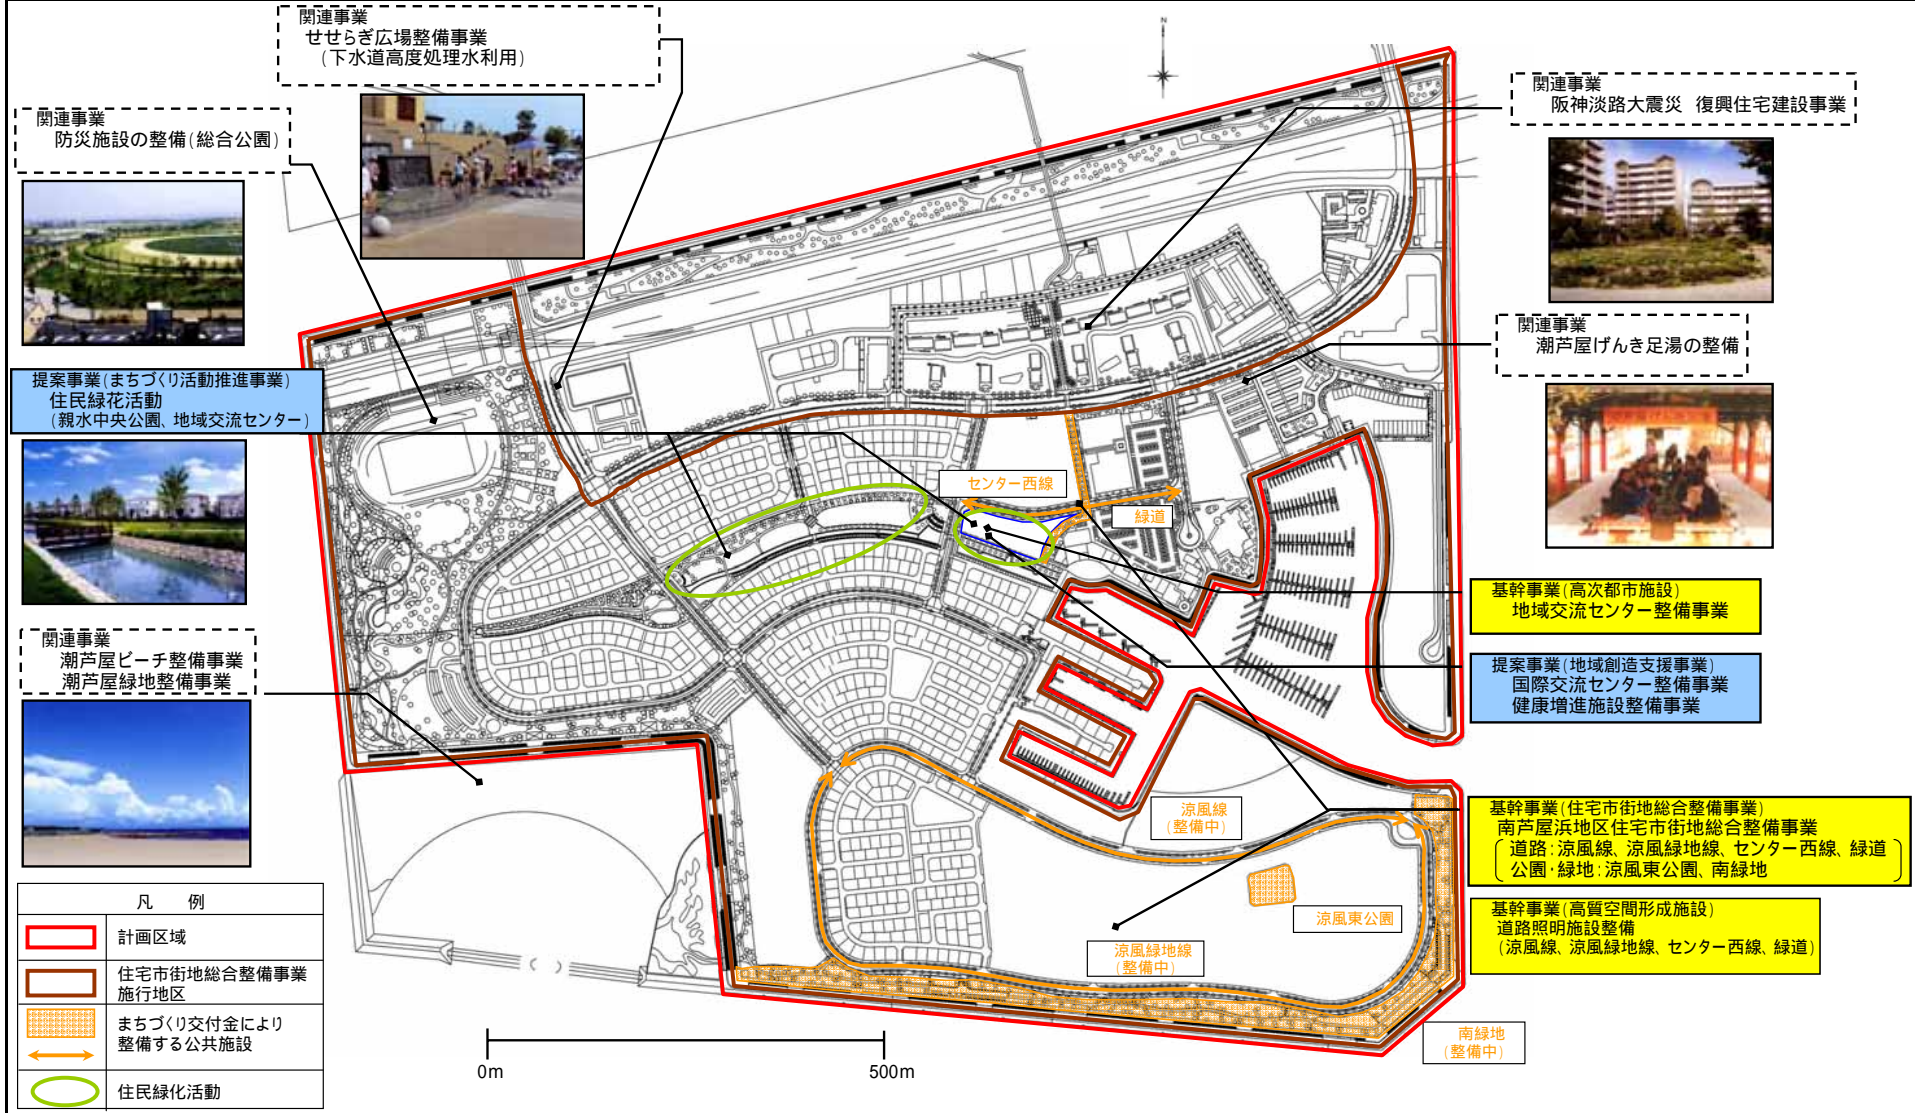 関連事業
せせらぎ広場整備事業
(下水道高度処理水利用)
N
関連事業
阪神淡路大震災 復興住宅建設事業
関連事業
防災施設の整備(総合公園)
関連事業
潮芦屋げんき足湯の整備
提案事業(まちづくり活動推進事業)
住民緑花活動
(親水中央公園、地域交流センター)
センター西線
緑道
基幹事業(高次都市施設)
地域交流センター整備事業
関連事業
潮芦屋ビーチ整備事業
潮芦屋緑地整備事業
提案事業(地域創造支援事業)
国際交流センター整備事業
健康増進施設整備事業
涼風線
(整備中)
基幹事業(住宅市街地総合整備事業)
南芦屋浜地区住宅市街地総合整備事業
道路:涼風線、涼風緑地線、センター西線、緑道
公園・緑地:涼風東公園、南緑地
涼風東公園
涼風緑地線
(整備中)
基幹事業(高質空間形成施設)
道路照明施設整備
(涼風線、涼風緑地線、センター西線、緑道)
南緑地
(整備中)
凡 例
計画区域
住宅市街地総合整備事業
施行地区
まちづくり交付金により
整備する公共施設
住民緑化活動
0m
500m